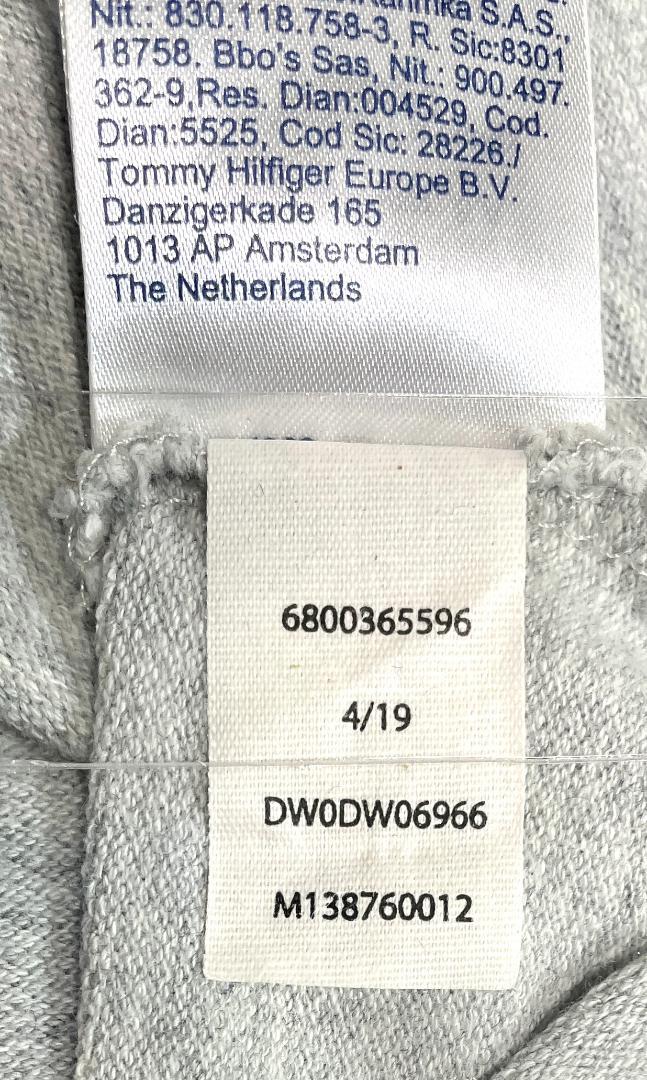 S.A.S.,
Nit.: 830.118.758-3, R. Sic:8301
18758. Bbo's Sas, Nit.: 900.497.
362-9,Res. Dian:004529, Cod.
Dian:5525, Cod Sic: 28226./
Tommy Hilfiger Europe B.V.
Danzigerkade 165
1013 AP Amsterdam
The Netherlands
6800365596
4/19
DW0DW06966
M138760012